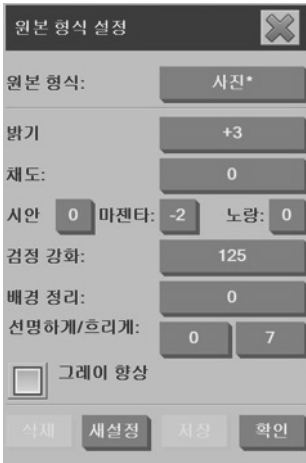 원본 형식 설정
원본 형식: 사진*
밝기 +3
채도: 0
시안 0 마젠타: -2 노랑: 0
검정 강화: 125
배경 정리: 0
선명하게/흐리게: 0 7
그레이 향상
삭제 새설정 저장 확인